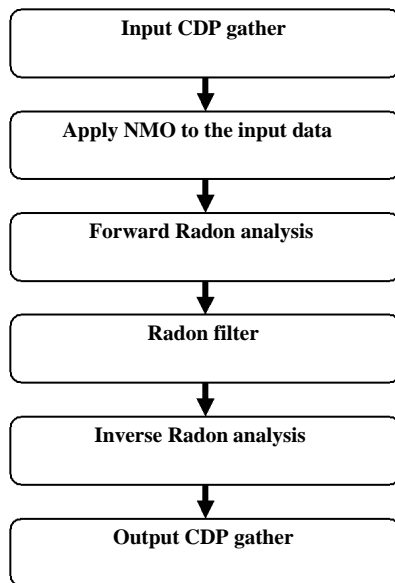 Input CDP gather
Apply NMO to the input data
Forward Radon analysis
Radon filter
Inverse Radon analysis
Output CDP gather